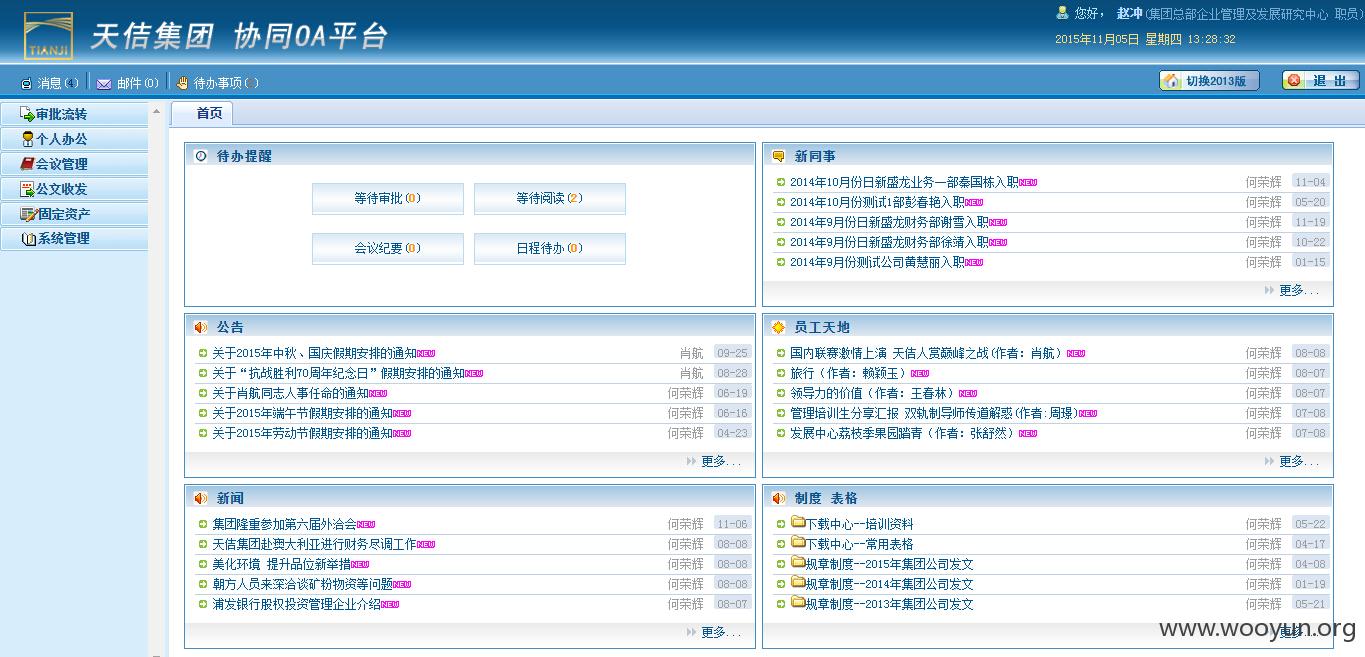 TIANJI
天佶集团 协同OA平台
您好， 赵冲(集团总部企业管理及发展研究中心 职员)
2015年11月05日 星期四 13:28:32
消息(4) 邮件(0) 待办事项( )
切换2013版 退 出
审批流转
个人办公
会议管理
公文收发
固定资产
系统管理
首页
待办提醒
等待审批(0) 等待阅读(2)
会议纪要(0) 日程待办(0)
新同事
2014年10月份日新盛龙业务一部秦国栋入职NEW 何荣辉 11-04
2014年10月份测试1部彭春艳入职NEW 何荣辉 05-20
2014年9月份日新盛龙财务部谢雪入职NEW 何荣辉 11-19
2014年9月份日新盛龙财务部徐清入职NEW 何荣辉 10-22
2014年9月份测试公司黄慧丽入职NEW 何荣辉 01-15
更多...
公告
关于2015年中秋、国庆假期安排的通知NEW 肖航 09-25
关于“抗战胜利70周年纪念日”假期安排的通知NEW 肖航 08-28
关于肖航同志人事任命的通知NEW 何荣辉 06-19
关于2015年端午节假期安排的通知NEW 何荣辉 06-16
关于2015年劳动节假期安排的通知NEW 何荣辉 04-23
更多...
员工天地
国内联赛激情上演 天佶人赏巅峰之战(作者：肖航）NEW 何荣辉 08-08
旅行（作者：赖颖玉）NEW 何荣辉 08-07
领导力的价值（作者：王春林）NEW 何荣辉 08-07
管理培训生分享汇报 双轨制导师传道解惑(作者:周璟)NEW 何荣辉 07-08
发展中心荔枝季果园踏青（作者：张舒然）NEW 何荣辉 07-08
更多...
新闻
集团隆重参加第六届外洽会NEW 何荣辉 11-06
天佶集团赴澳大利亚进行财务尽调工作NEW 何荣辉 08-08
美化环境 提升品位新举措NEW 何荣辉 08-08
朝方人员来深洽谈矿粉物资等问题NEW 何荣辉 08-08
浦发银行股权投资管理企业介绍NEW 何荣辉 08-07
更多...
制度 表格
下载中心--培训资料 何荣辉 05-22
下载中心--常用表格 何荣辉 04-17
规章制度--2015年集团公司发文 何荣辉 04-08
规章制度--2014年集团公司发文 何荣辉 01-19
规章制度--2013年集团公司发文 何荣辉 05-21
更多...
www.wooyun.org